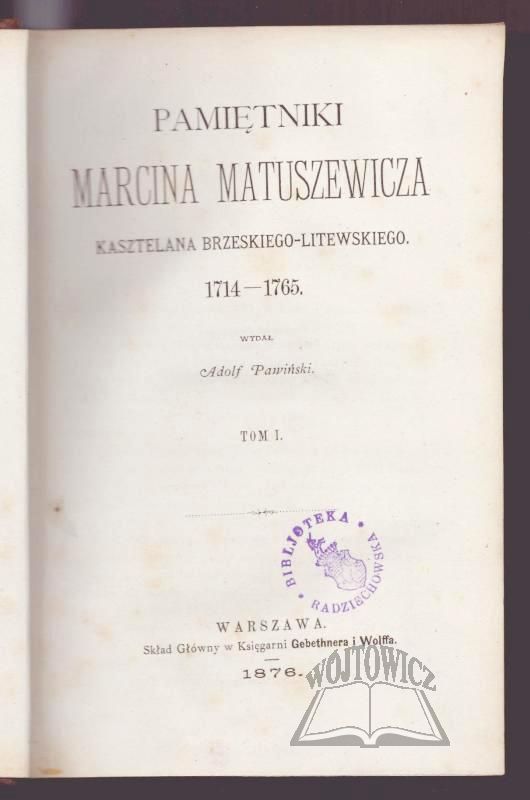 PAMIĘTNIKI
MARCINA MATUSZEWICZA
KASZTELANA BRZESKIEGO-LITEWSKIEGO.
1714—1765.
WYDAŁ
Adolf Pawiński.
TOM I.
BIBLJOTEKA
RADZIECHOWSKA
WARSZAWA.
Skład Główny w Księgarni Gebethnera i Wolffa.
1876.
WÓJTOWICZ